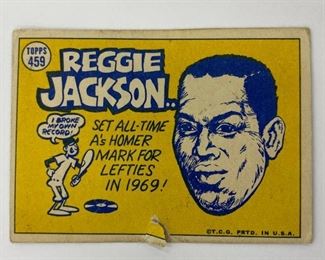 TOPPS
459
REGGIE
JACKSON..
I BROKE
MY OWN
RECORD!
SET ALL-TIME
A's HOMER
MARK FOR
LEFTIES
IN 1969!
©T.C.G. PRTD. IN U.S.A.